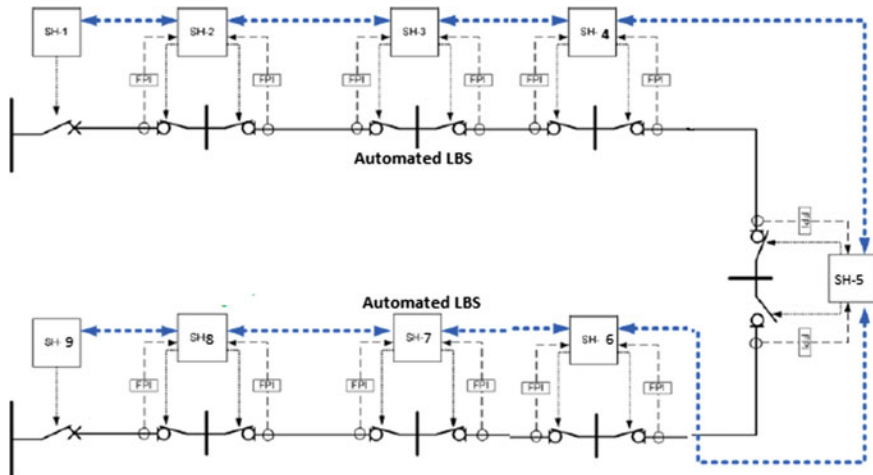 SH-1
SH-2
SH-3
SH- 4
FPI
FPI
FPI
FPI
FPI
FPI
Automated LBS
FPI
SH-5
FPI
Automated LBS
SH- 9
SH8
SH-7
SH- 6
FPI
FPI
FPI
FPI
FPI
FPI